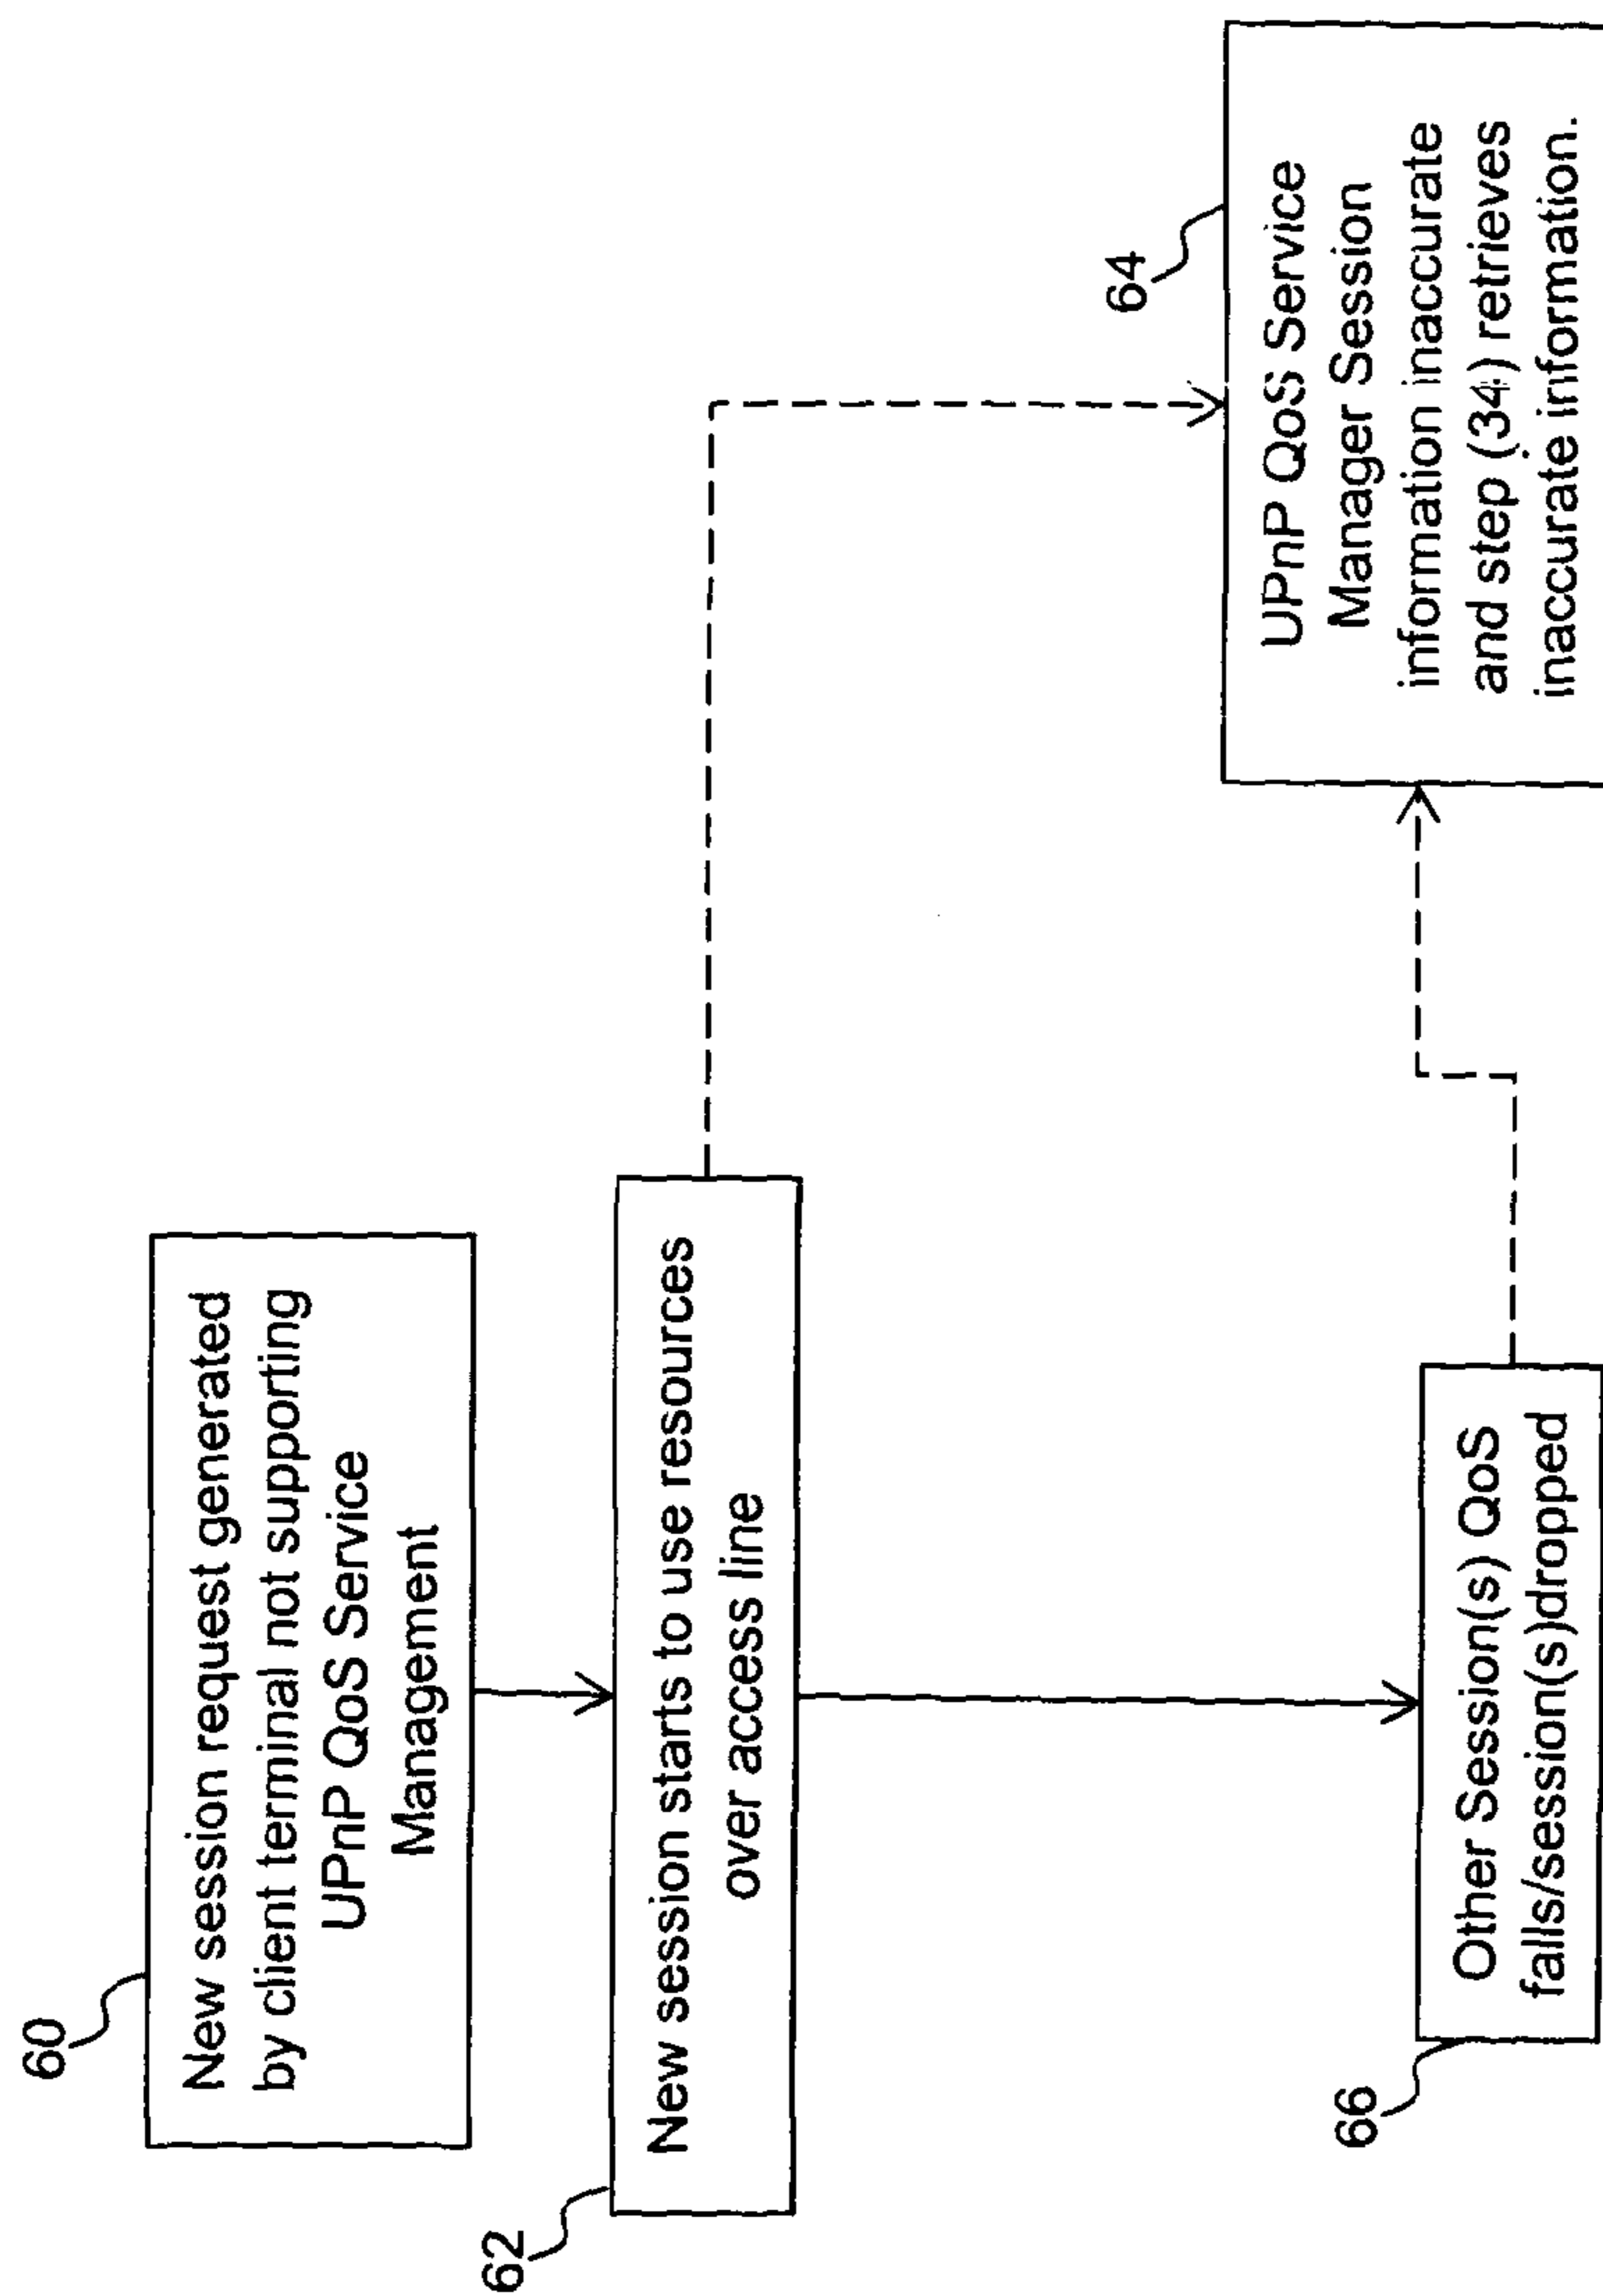 60
New session request generated
by client terminal not supporting
UPnP QoS Service
Management
62
New session starts to use resources
over access line
64
UPnP QoS Service
Manager Session
information inaccurate
and step (34) retrieves
inaccurate information.
66
Other Session(s) QoS
falls/session(s)dropped